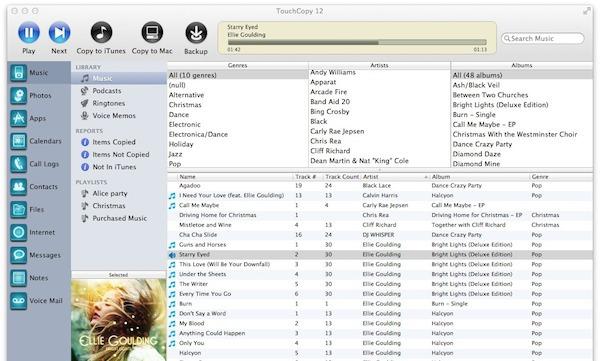 TouchCopy 12
Starry Eyed
Ellie Goulding
01:42 01:13
Play Next Copy to iTunes Copy to Mac Backup
Search Music
Music
Photos
Apps
Calendars
Call Logs
Contacts
Files
Internet
Messages
Notes
Voice Mail
LIBRARY
Music
Podcasts
Ringtones
Voice Memos
REPORTS
Items Copied
Items Not Copied
Not In iTunes
PLAYLISTS
Alice party
Christmas
Purchased Music
Selected
ELLIE GOULDING
Genres
All (10 genres)
(null)
Alternative
Christmas
Dance
Electronic
Electronica/Dance
Holiday
Jazz
Pop
Artists
Andy Williams
Apparat
Arcade Fire
Band Aid 20
Bing Crosby
Black
Carly Rae Jepsen
Chris Rea
Cliff Richard
Dean Martin & Nat "King" Cole
Albums
All (48 albums)
Ash/Black Veil
Between Two Churches
Bright Lights (Deluxe Edition)
Burn - Single
Call Me Maybe - EP
Christmas With the Westminster Choir
Dance Crazy Party
Diamond Daze
Diamond Mine
Name Track # Track Count Artist Album Genre
Agadoo 19 24 Black Lace Dance Crazy Party Pop
I Need Your Love (feat. Ellie Goulding) 13 13 Calvin Harris Halcyon Pop
Call Me Maybe 1 4 Carly Rae Jepsen Call Me Maybe - EP Pop
Driving Home for Christmas Chris Rea Driving Home for Christmas - EP Christmas
Mistletoe and Wine 4 13 Cliff Richard Together with Cliff Richard Christmas
Cha Cha Slide 16 24 DJ WHISPER Dance Crazy Party Pop
Guns and Horses 1 30 Ellie Goulding Bright Lights (Deluxe Edition) Pop
Starry Eyed 2 30 Ellie Goulding Bright Lights (Deluxe Edition) Pop
This Love (Will Be Your Downfall) 3 30 Ellie Goulding Bright Lights (Deluxe Edition) Pop
Under the Sheets 4 30 Ellie Goulding Bright Lights (Deluxe Edition) Pop
The Writer 5 30 Ellie Goulding Bright Lights (Deluxe Edition) Pop
Every Time You Go 6 30 Ellie Goulding Bright Lights (Deluxe Edition) Pop
Burn 1 1 Ellie Goulding Burn - Single Pop
Don't Say a Word 1 13 Ellie Goulding Halcyon Pop
My Blood 2 13 Ellie Goulding Halcyon Pop
Anything Could Happen 3 13 Ellie Goulding Halcyon Pop
Only You 4 13 Ellie Goulding Halcyon Pop
Halcyon 5 13 Ellie Goulding Halcyon Pop